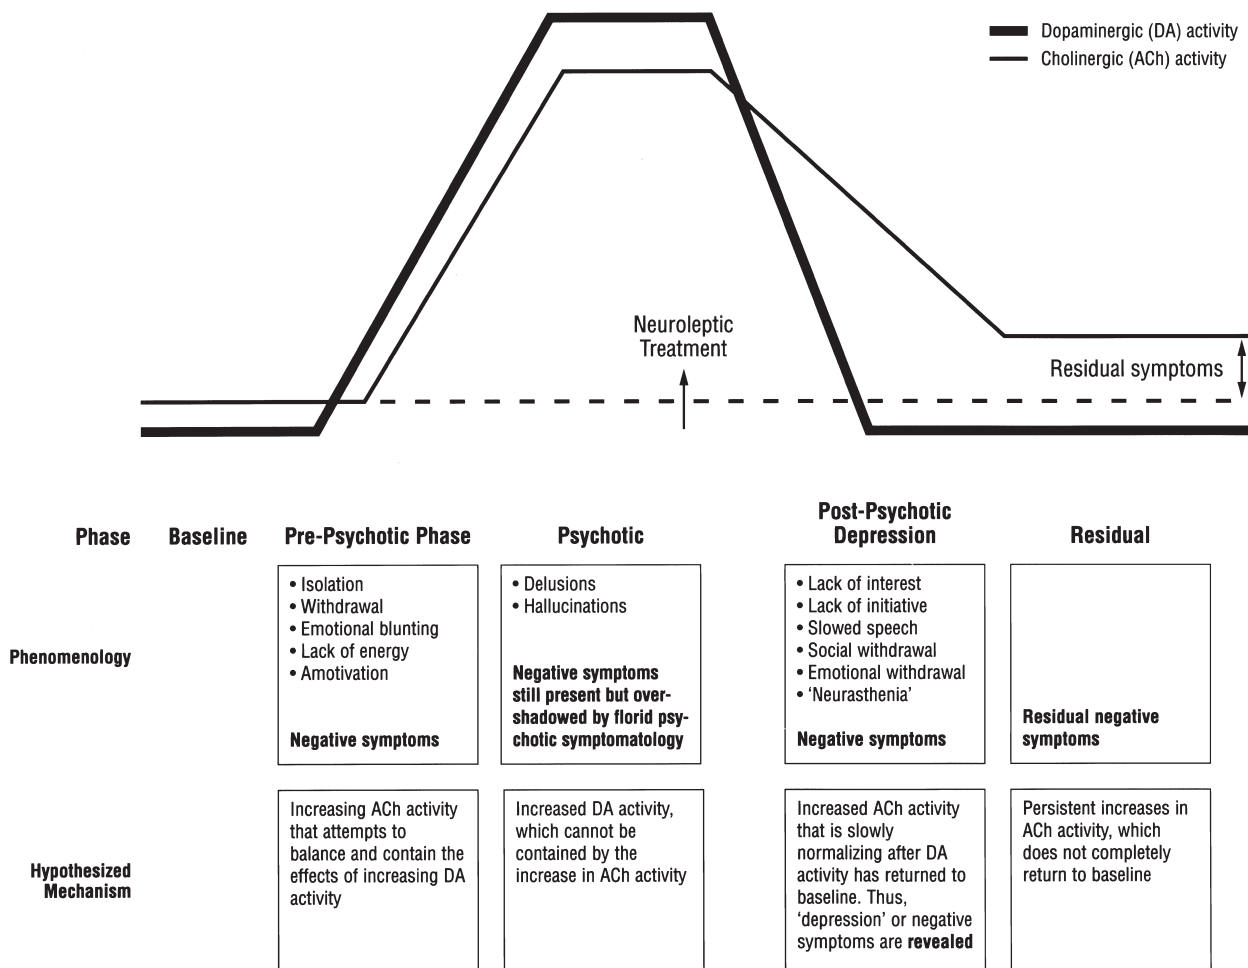 Dopaminergic (DA) activity
Cholinergic (ACh) activity
Neuroleptic
Treatment
Residual symptoms
Phase
Baseline
Pre-Psychotic Phase
Psychotic
Post-Psychotic
Depression
Residual
Phenomenology
• Isolation
• Withdrawal
• Emotional blunting
• Lack of energy
• Amotivation
Negative symptoms
• Delusions
• Hallucinations
Negative symptoms
still present but over-
shadowed by florid psy-
chotic symptomatology
• Lack of interest
• Lack of initiative
• Slowed speech
• Social withdrawal
• Emotional withdrawal
• ‘Neurasthenia’
Negative symptoms
Residual negative
symptoms
Hypothesized
Mechanism
Increasing ACh activity
that attempts to
balance and contain the
effects of increasing DA
activity
Increased DA activity,
which cannot be
contained by the
increase in ACh activity
Increased ACh activity
that is slowly
normalizing after DA
activity has returned to
baseline. Thus,
‘depression’ or negative
symptoms are revealed
Persistent increases in
ACh activity, which
does not completely
return to baseline